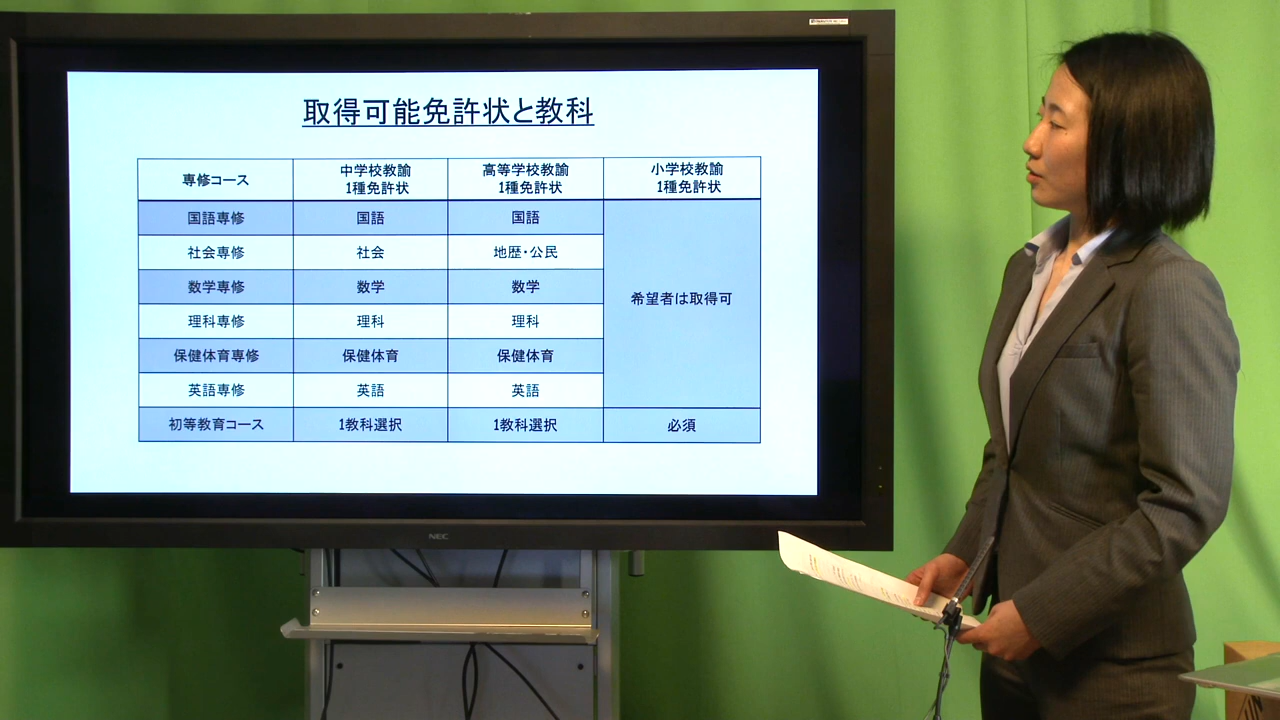 取得可能免許状と教科
専修コース 中学校教諭 1種免許状 高等学校教諭 1種免許状 小学校教諭 1種免許状
国語専修 国語 国語
社会専修 社会 地歴・公民
数学専修 数学 数学
希望者は取得可
理科専修 理科 理科
保健体育専修 保健体育 保健体育
英語専修 英語 英語
初等教育コース 1教科選択 1教科選択 必須
NEC